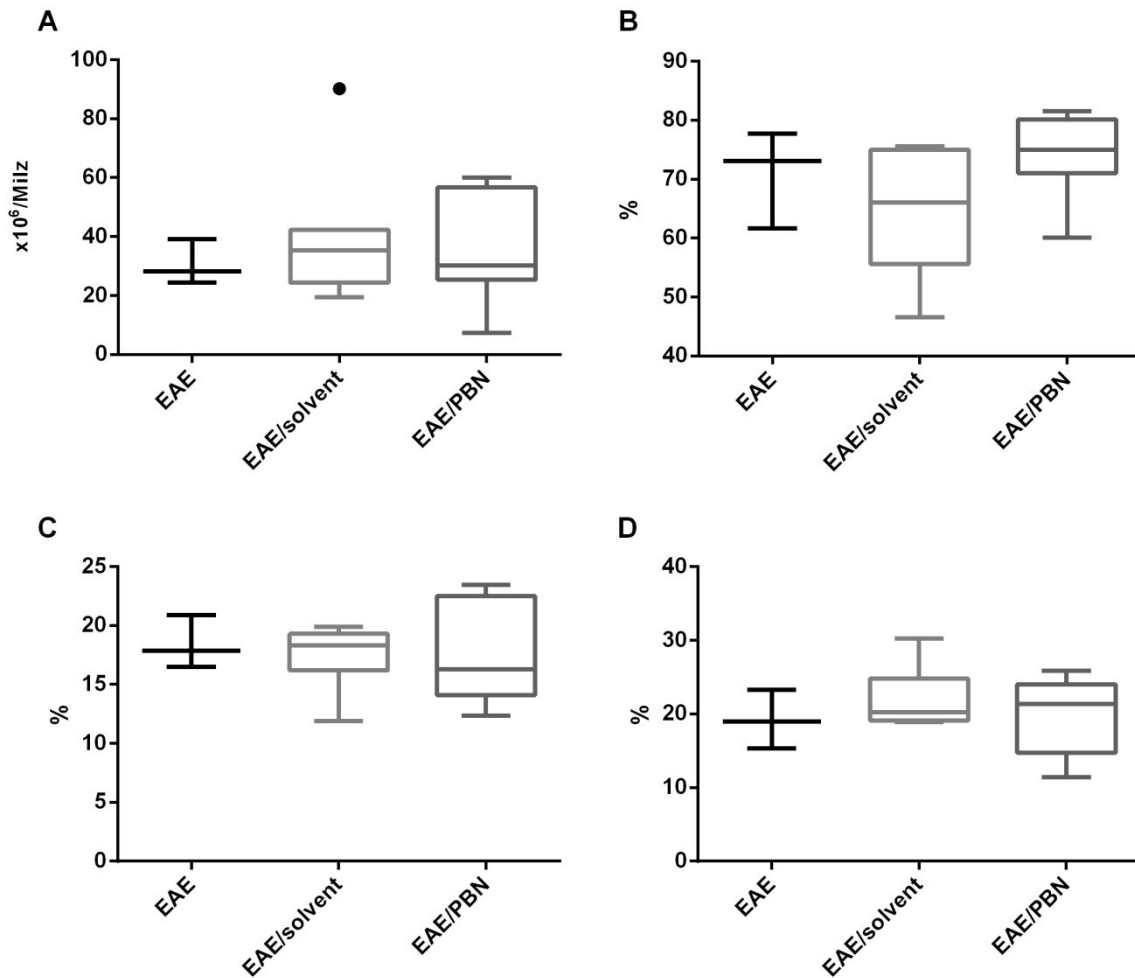 A
100
80
60
40
20
0
x10⁶/Milz
EAE
EAE/solvent
EAE/PBN
B
90
80
70
60
50
40
%
EAE
EAE/solvent
EAE/PBN
C
25
20
15
10
5
0
%
EAE
EAE/solvent
EAE/PBN
D
40
30
20
10
0
%
EAE
EAE/solvent
EAE/PBN